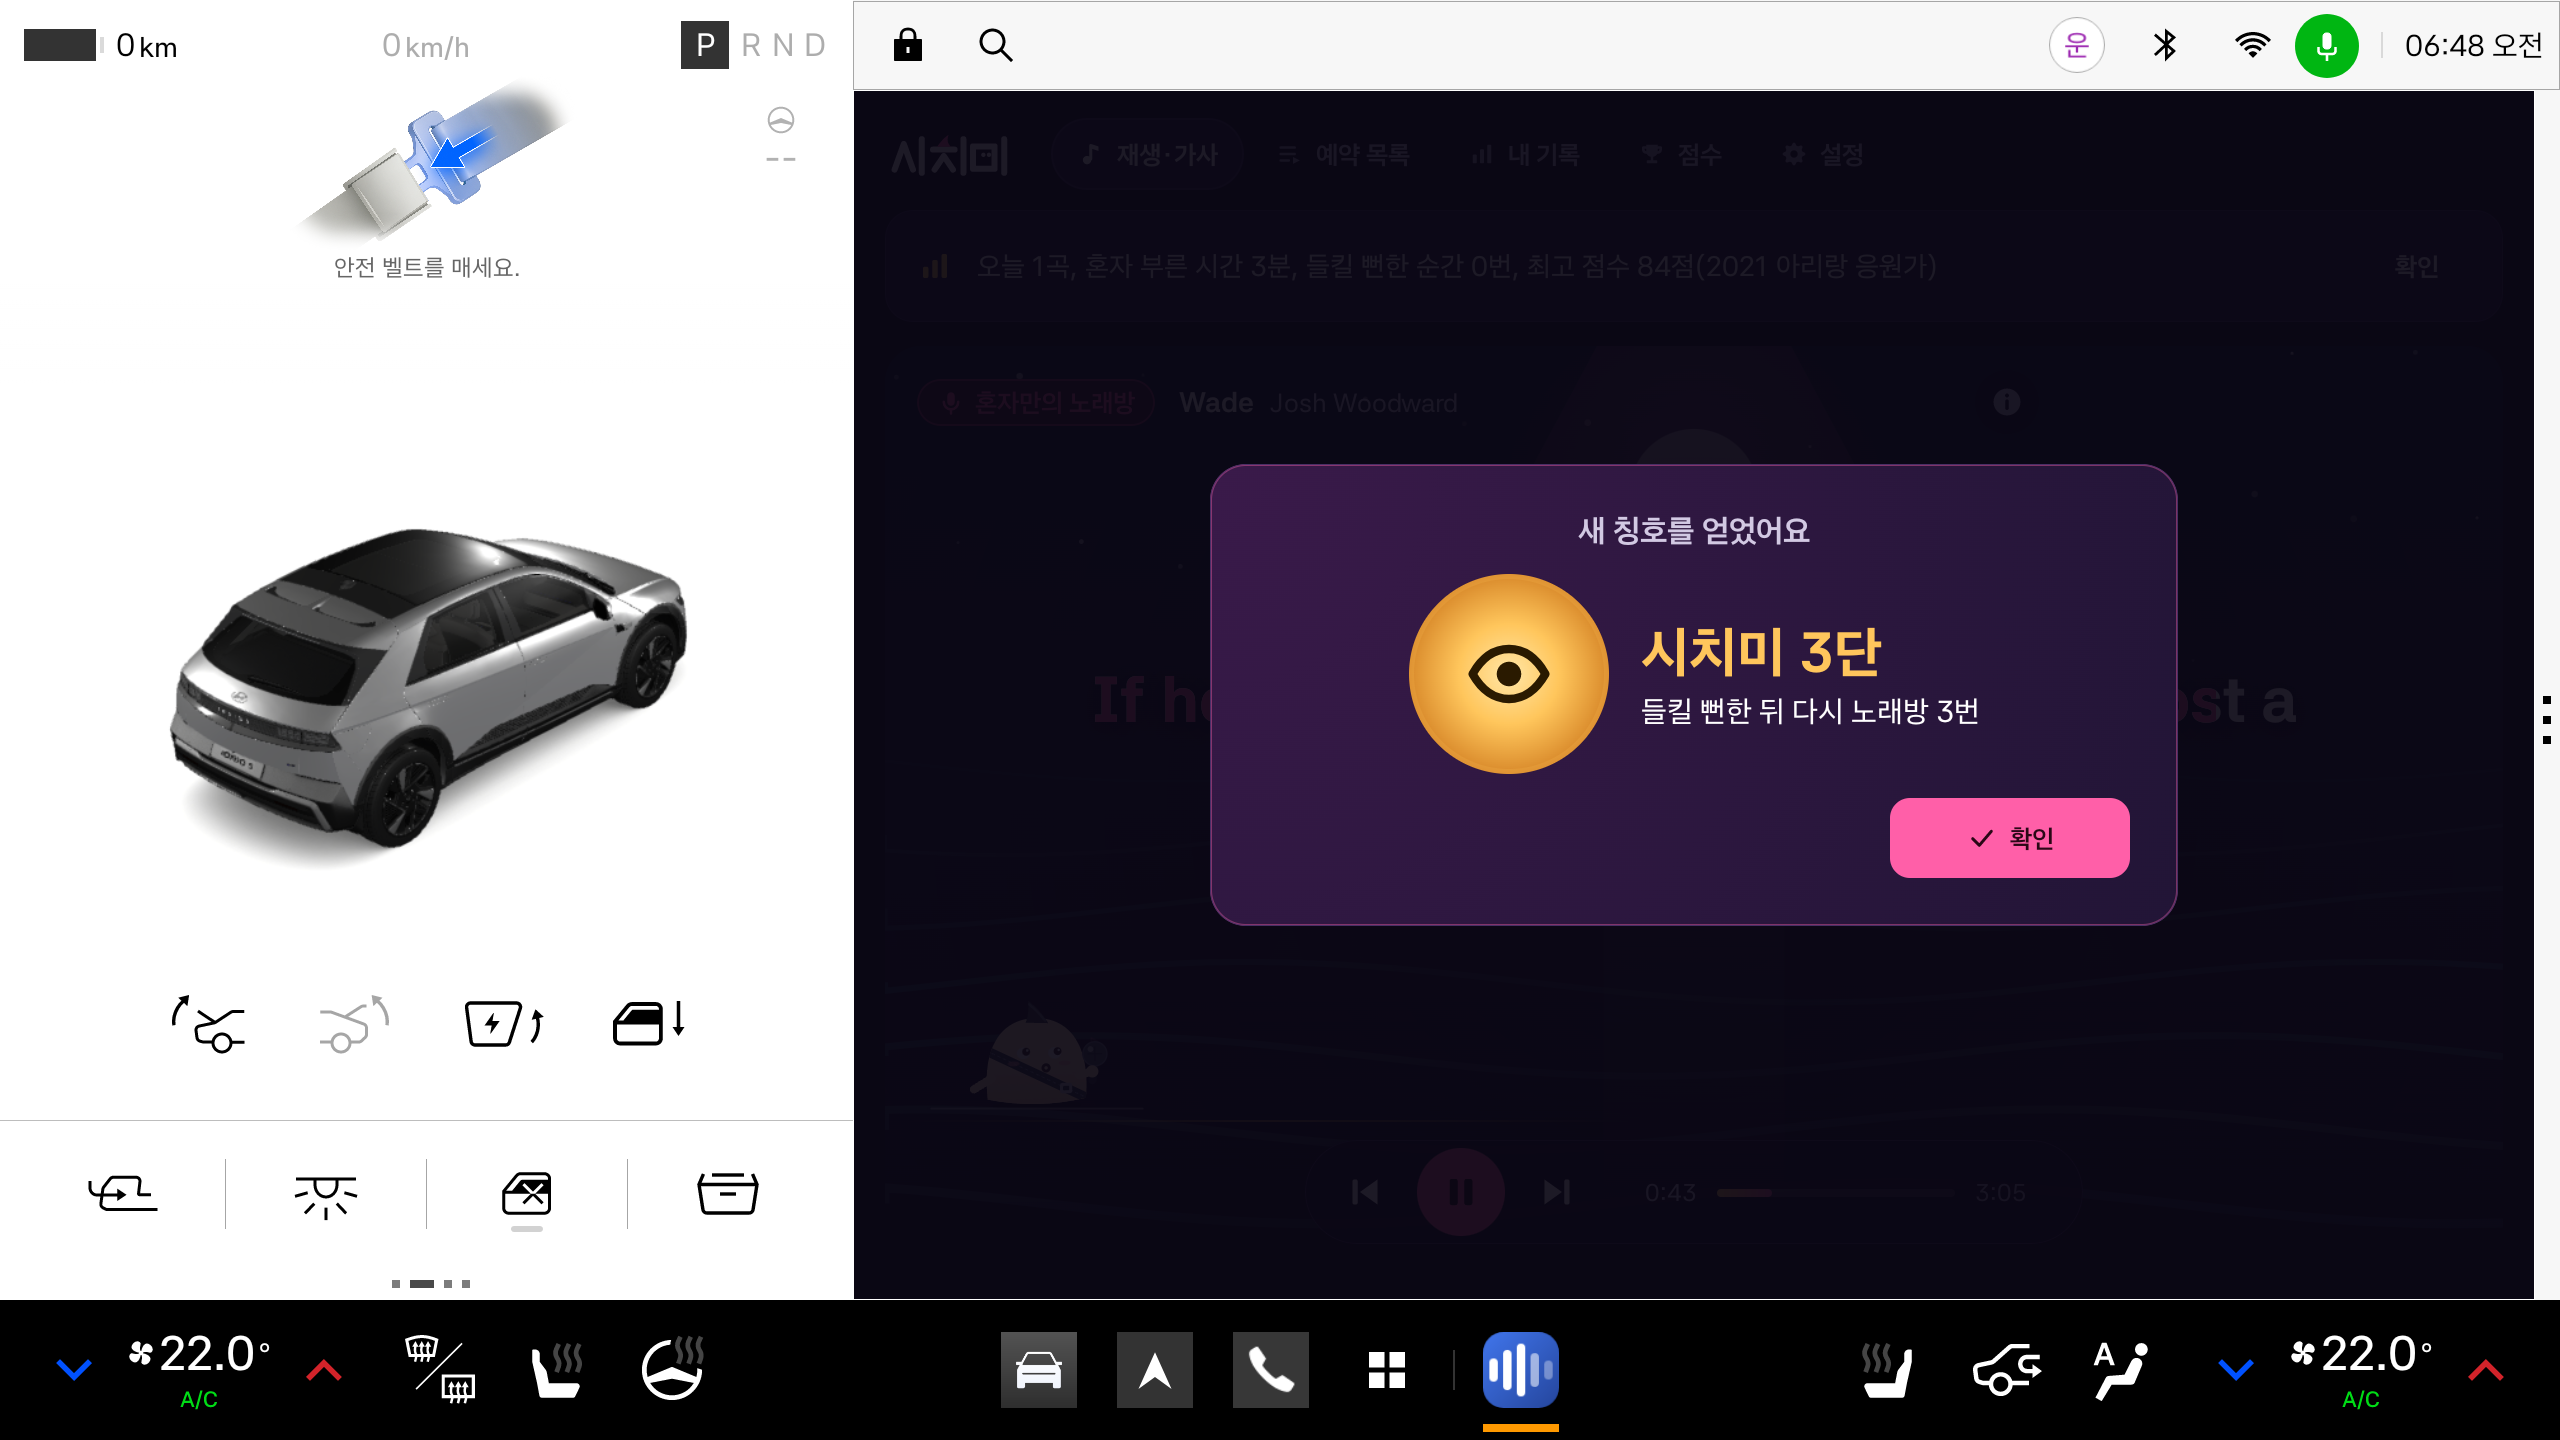 0 km
0 km/h
P R N D
안전 벨트를 매세요.
운
06:48 오전
시치미
재생·가사
예약 목록
내 기록
점수
설정
오늘 1곡, 혼자 부른 시간 3분, 들킬 뻔한 순간 0번, 최고 점수 84점(2021 아리랑 응원가)
확인
혼자만의 노래방
Wade Josh Woodward
새 칭호를 얻었어요
시치미 3단
들킬 뻔한 뒤 다시 노래방 3번
확인
If
a
0:43
3:05
22.0°
A/C
A
22.0°
A/C